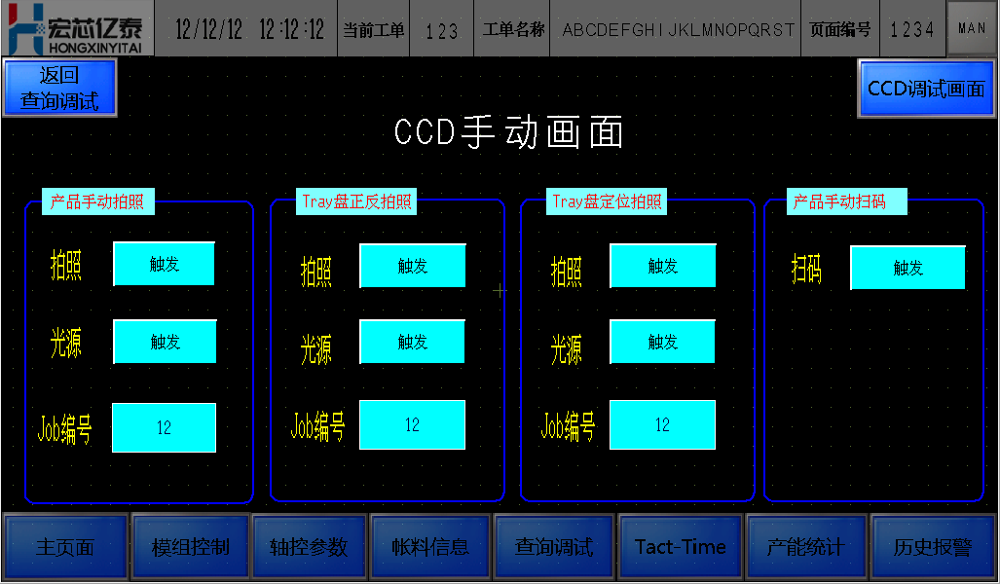 宏芯亿泰
HONGXINYITAI
12/12/12 12:12:12 当前工单 123 工单名称 ABCDEFGHIJKLMNOPQRST 页面编号 1234 MAN
返回
查询调试
CCD调试画面
CCD手动画面
产品手动拍照
拍照 触发
光源 触发
Job编号 12
Tray盘正反拍照
拍照 触发
光源 触发
Job编号 12
Tray盘定位拍照
拍照 触发
光源 触发
Job编号 12
产品手动扫码
扫码 触发
主页面 模组控制 轴控参数 帐料信息 查询调试 Tact-Time 产能统计 历史报警